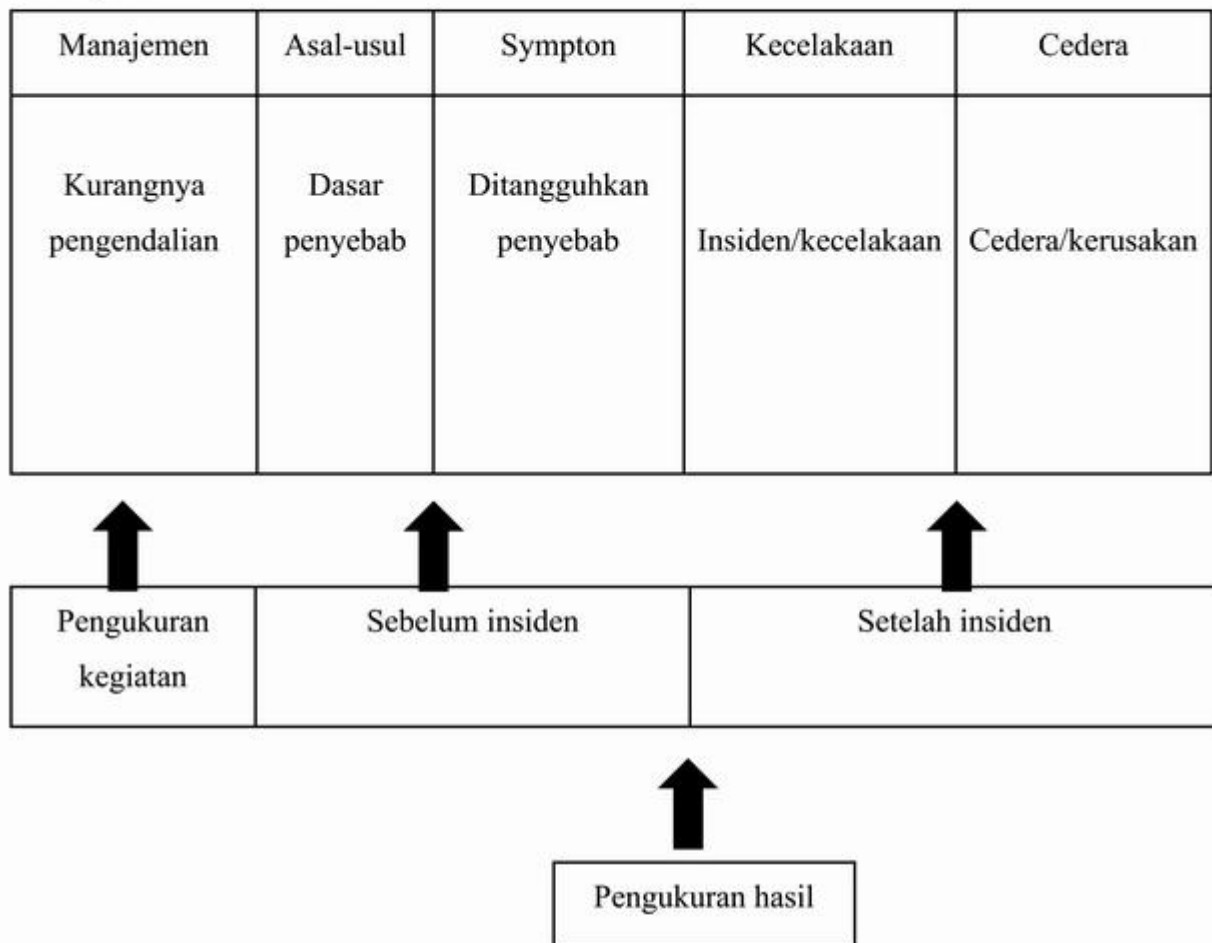 Manajemen
Asal-usul
Sympton
Kecelakaan
Cedera
Kurangnya
pengendalian
Dasar
penyebab
Ditangguhkan
penyebab
Insiden/kecelakaan
Cedera/kerusakan
Pengukuran
kegiatan
Sebelum insiden
Setelah insiden
Pengukuran hasil